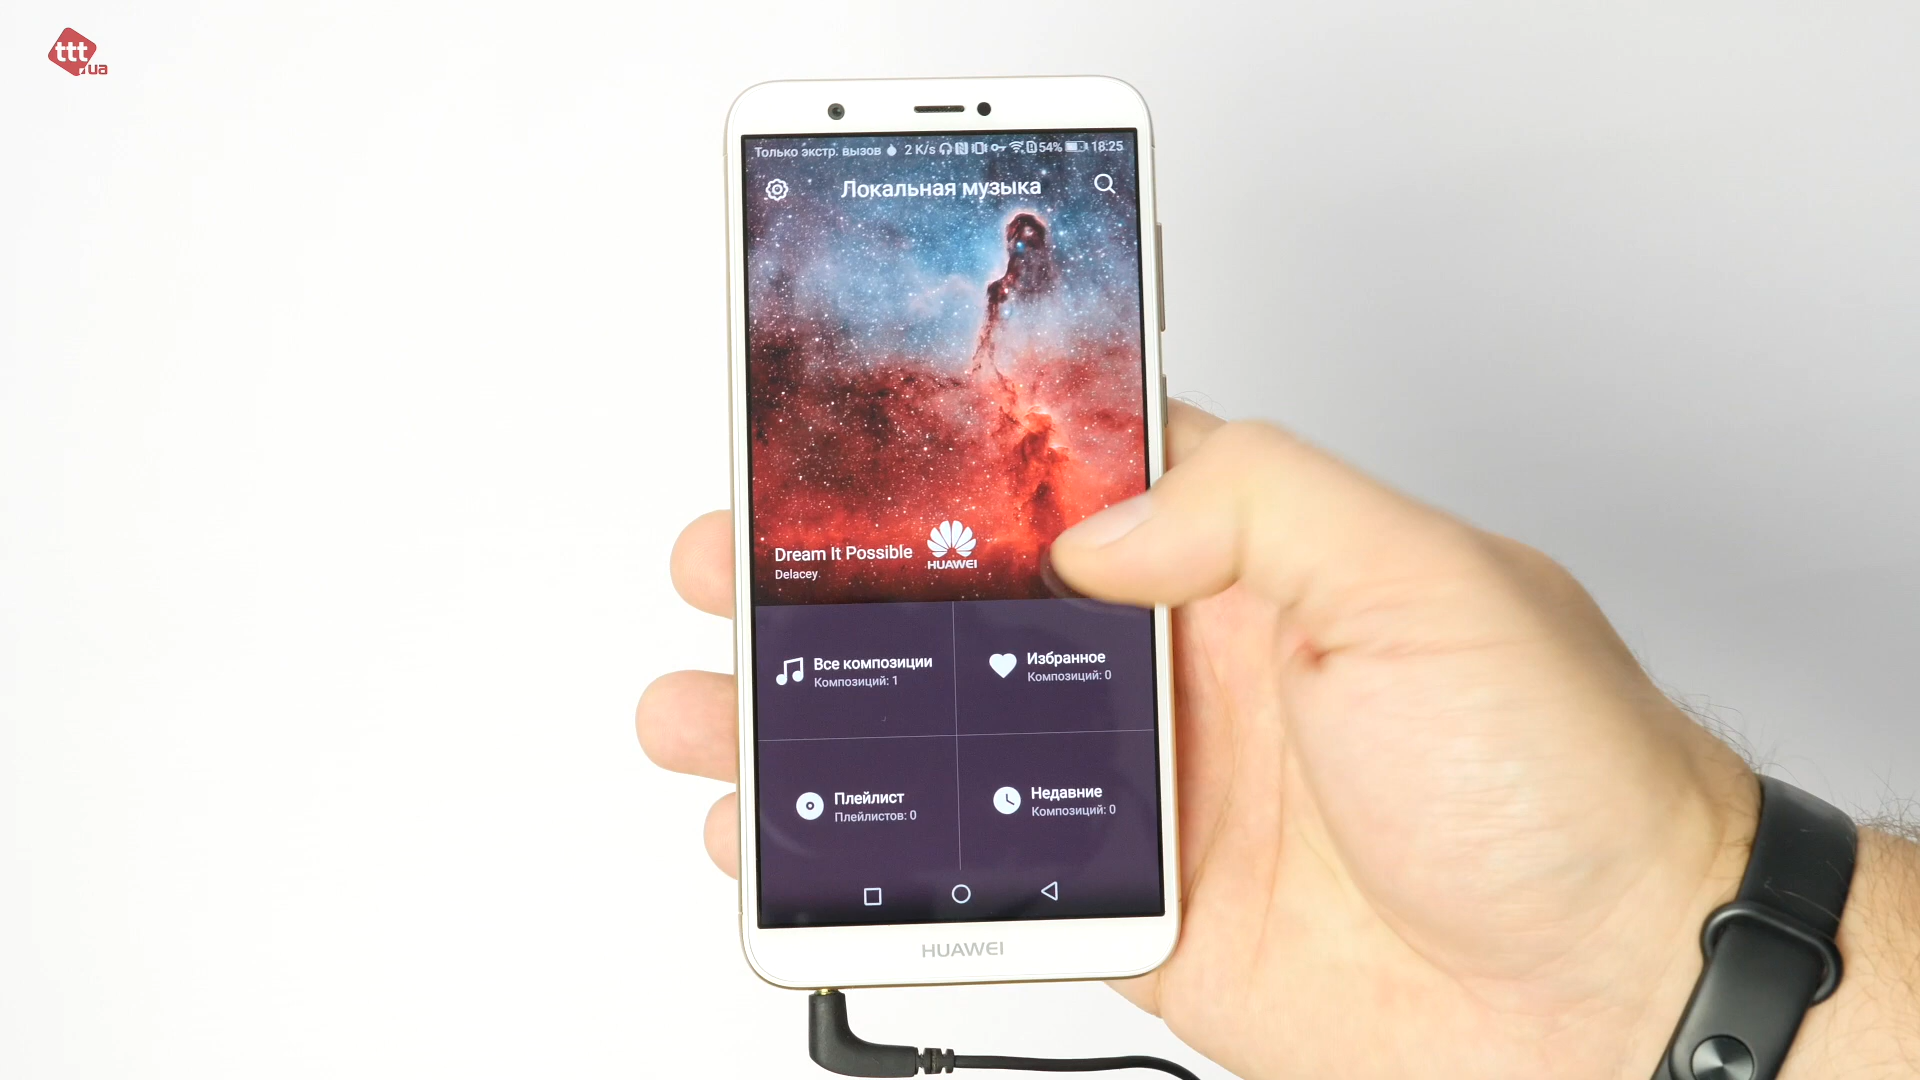 ttt
.ua
Только экстр. вызов 2 K/s 54% 18:25
Локальная музыка
Dream It Possible
Delacey
HUAWEI
Все композиции
Композиций: 1
Избранное
Композиций: 0
Плейлист
Плейлистов: 0
Недавние
Композиций: 0
HUAWEI